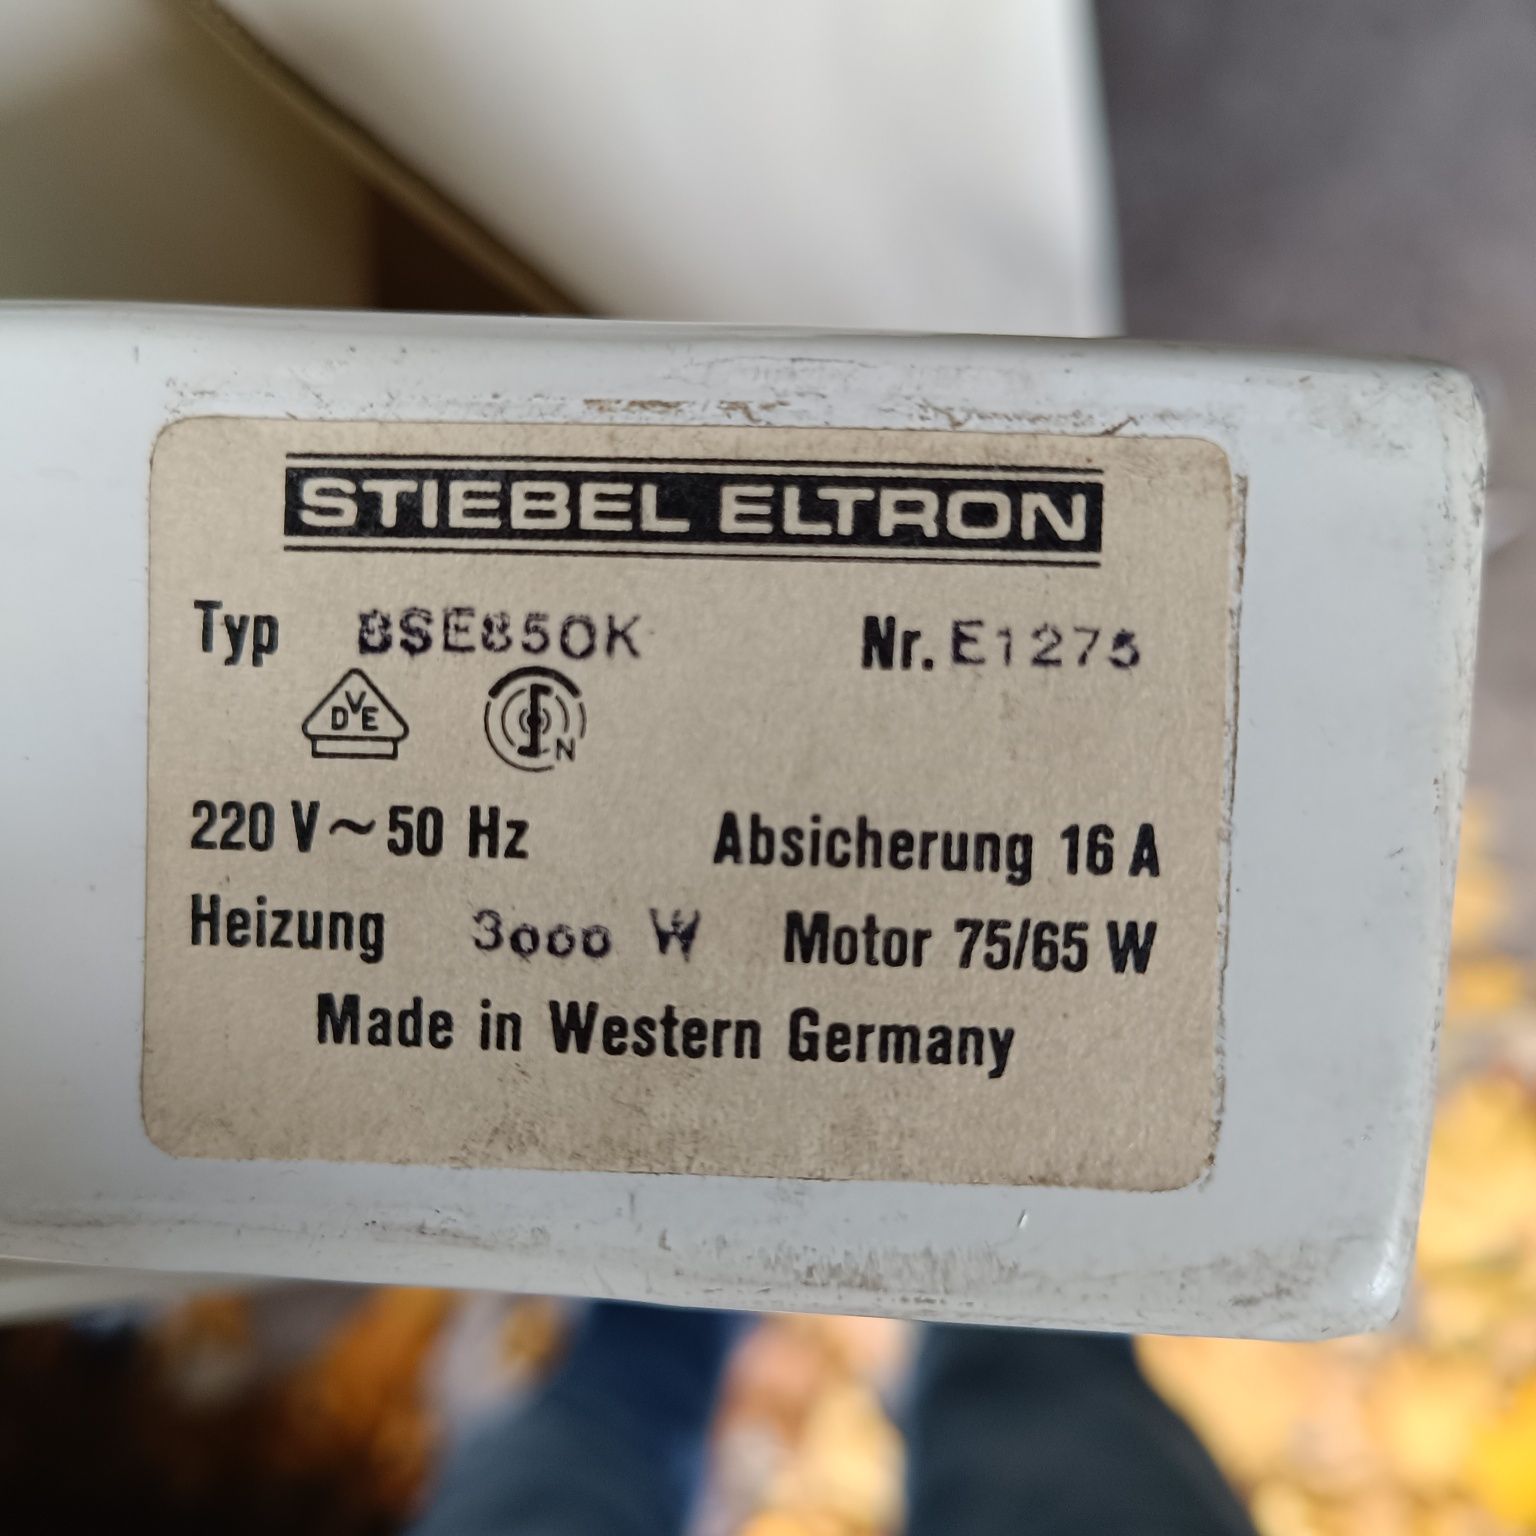 STIEBEL ELTRON
Typ BSE850K Nr. E1275
DVE N
220 V ~ 50 Hz Absicherung 16 A
Heizung 3000 W Motor 75/65 W
Made in Western Germany